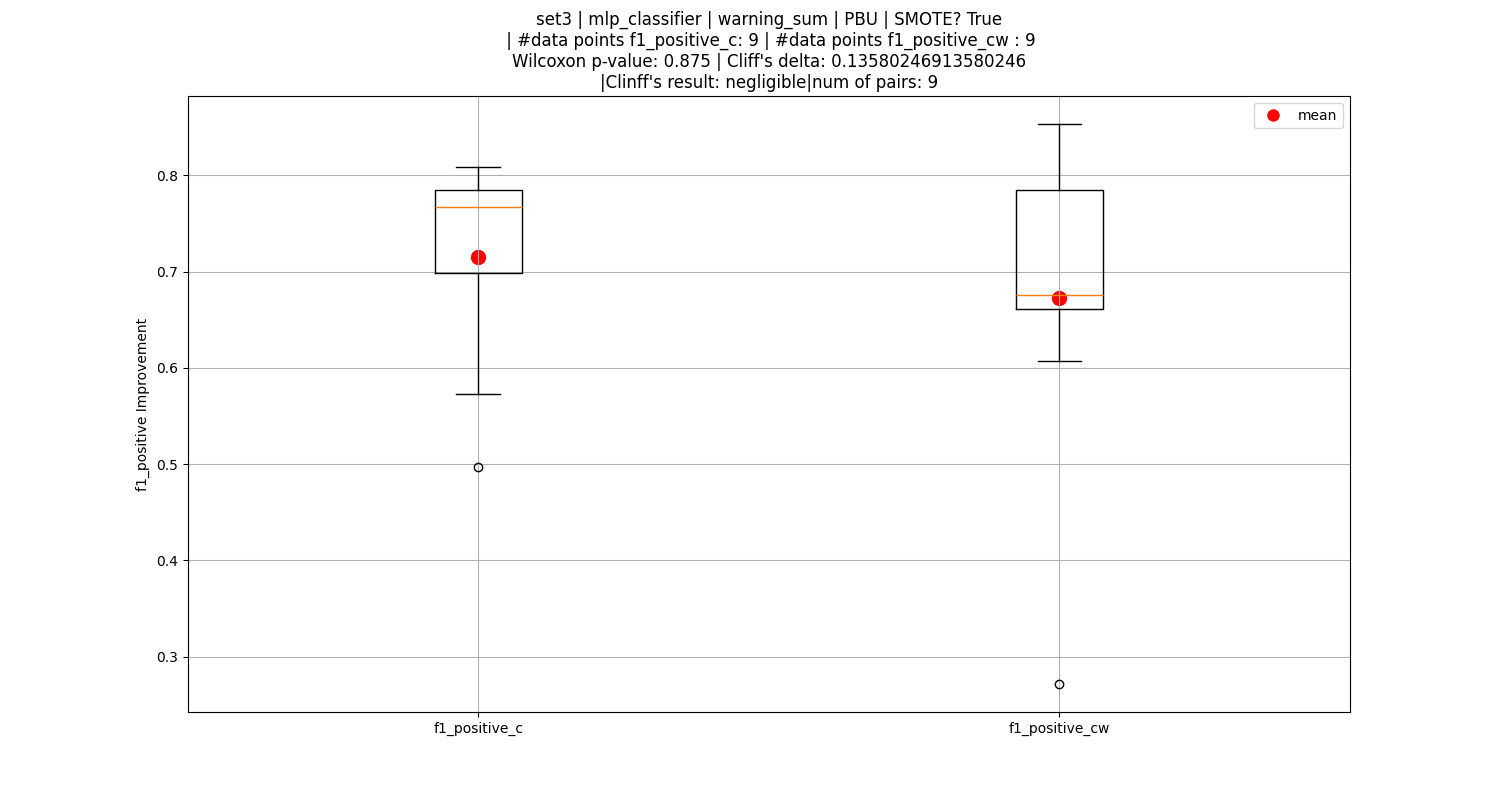 set3 | mlp_classifier | warning_sum | PBU | SMOTE? True
| #data points f1_positive_c: 9 | #data points f1_positive_cw : 9
Wilcoxon p-value: 0.875 | Cliff's delta: 0.13580246913580246
|Clinff's result: negligible|num of pairs: 9
mean
0.8
0.7
0.6
0.5
0.4
0.3
f1_positive Improvement
f1_positive_c
f1_positive_cw